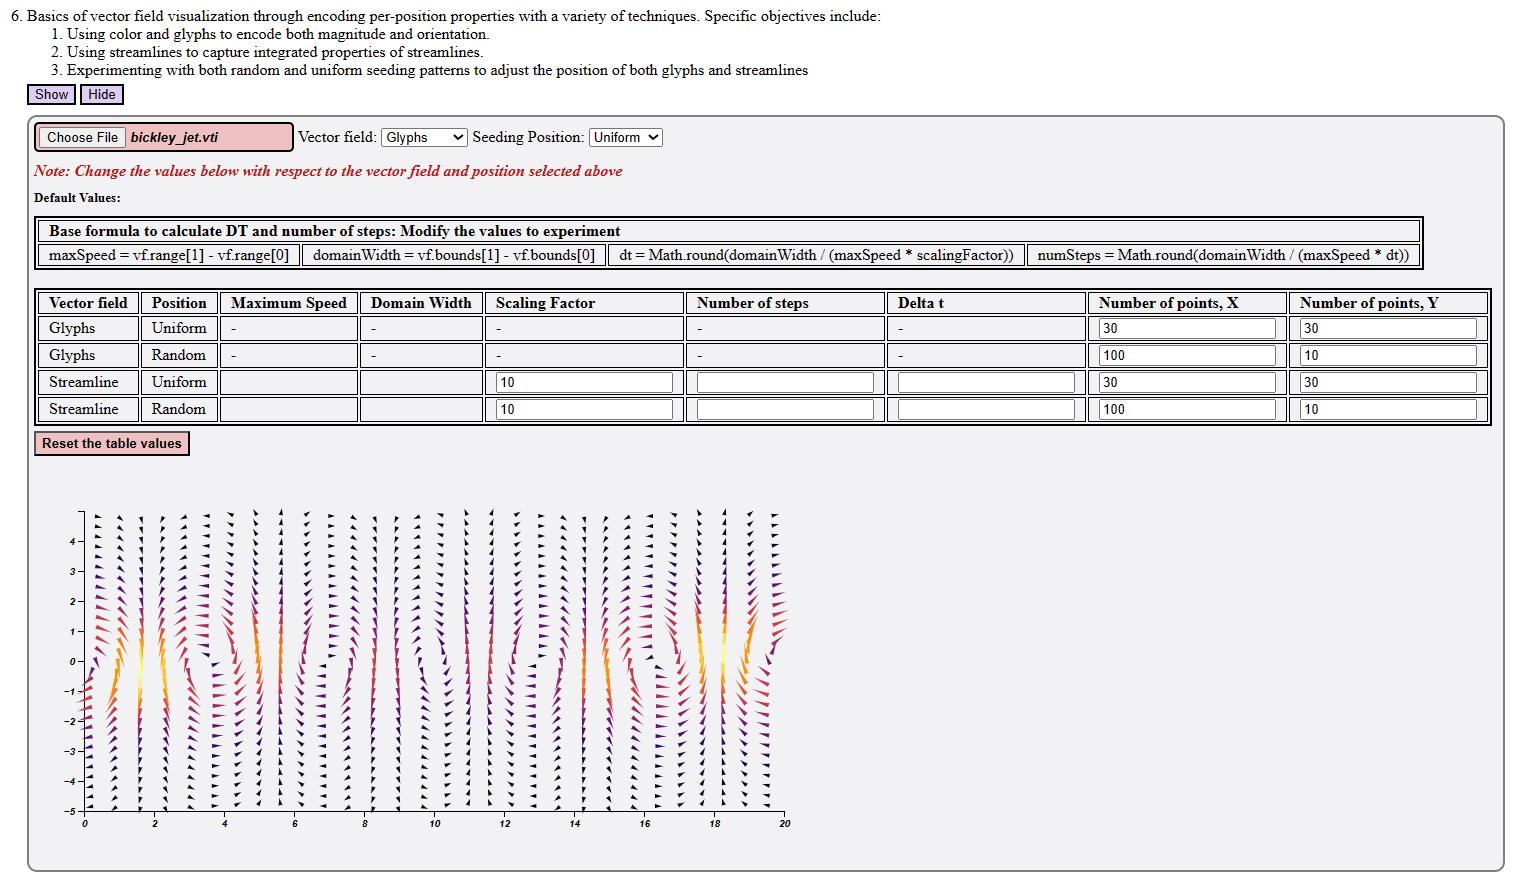 6. Basics of vector field visualization through encoding per-position properties with a variety of techniques. Specific objectives include:
1. Using color and glyphs to encode both magnitude and orientation.
2. Using streamlines to capture integrated properties of streamlines.
3. Experimenting with both random and uniform seeding patterns to adjust the position of both glyphs and streamlines
Show Hide
Choose File bickley_jet.vti Vector field: Glyphs Seeding Position: Uniform
Note: Change the values below with respect to the vector field and position selected above
Default Values:
Base formula to calculate DT and number of steps: Modify the values to experiment
maxSpeed = vf.range[1] - vf.range[0] domainWidth = vf.bounds[1] - vf.bounds[0] dt = Math.round(domainWidth / (maxSpeed * scalingFactor)) numSteps = Math.round(domainWidth / (maxSpeed * dt))
Vector field Position Maximum Speed Domain Width Scaling Factor Number of steps Delta t Number of points, X Number of points, Y
Glyphs Uniform - - - - - 30 30
Glyphs Random - - - - - 100 10
Streamline Uniform 10 30 30
Streamline Random 10 100 10
Reset the table values
4
3
2
1
0
−1
−2
−3
−4
−5
0 2 4 6 8 10 12 14 16 18 20